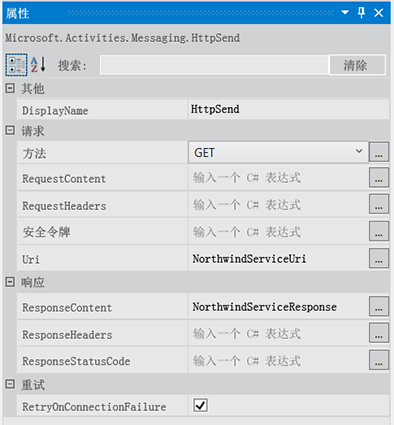 属性
Microsoft.Activities.Messaging.HttpSend
搜索: 清除
其他
DisplayName HttpSend
请求
方法 GET ...
RequestContent 输入一个 C# 表达式 ...
RequestHeaders 输入一个 C# 表达式 ...
安全令牌 输入一个 C# 表达式 ...
Uri NorthwindServiceUri ...
响应
ResponseContent NorthwindServiceResponse ...
ResponseHeaders 输入一个 C# 表达式 ...
ResponseStatusCode 输入一个 C# 表达式 ...
重试
RetryOnConnectionFailure